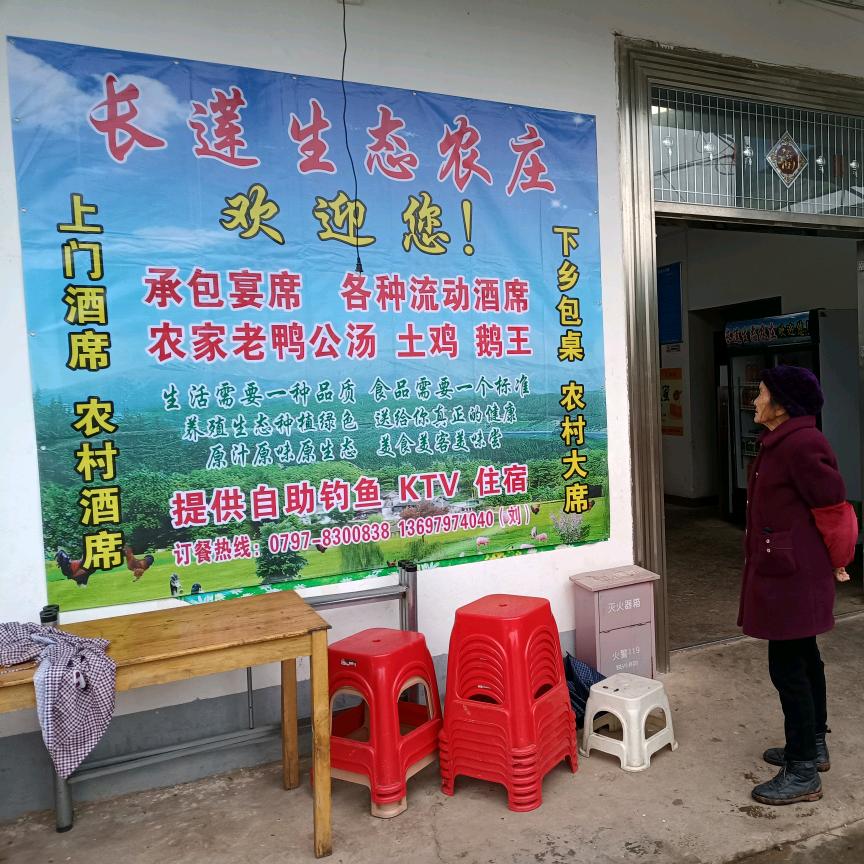 长莲生态农庄
欢迎您!
上门酒席 农村酒席
承包宴席 各种流动酒席
农家老鸭公汤 土鸡 鹅王
生活需要一种品质 食品需要一个标准
养殖生态种植绿色 送给你真正的健康
原汁原味原生态 美食美客美味尝
提供自助钓鱼 KTV 住宿
订餐热线:0797-8300838 13697974040(刘)
下乡包桌 农村大席
灭火器箱
火警119